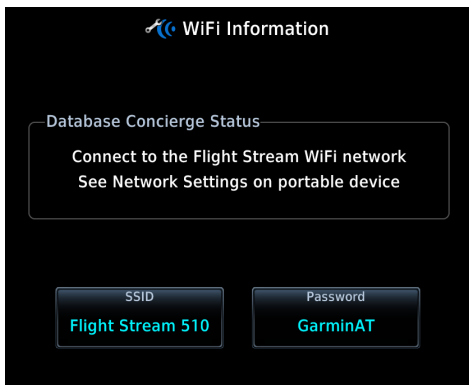 WiFi Information
Database Concierge Status
Connect to the Flight Stream WiFi network
See Network Settings on portable device
SSID
Flight Stream 510
Password
GarminAT